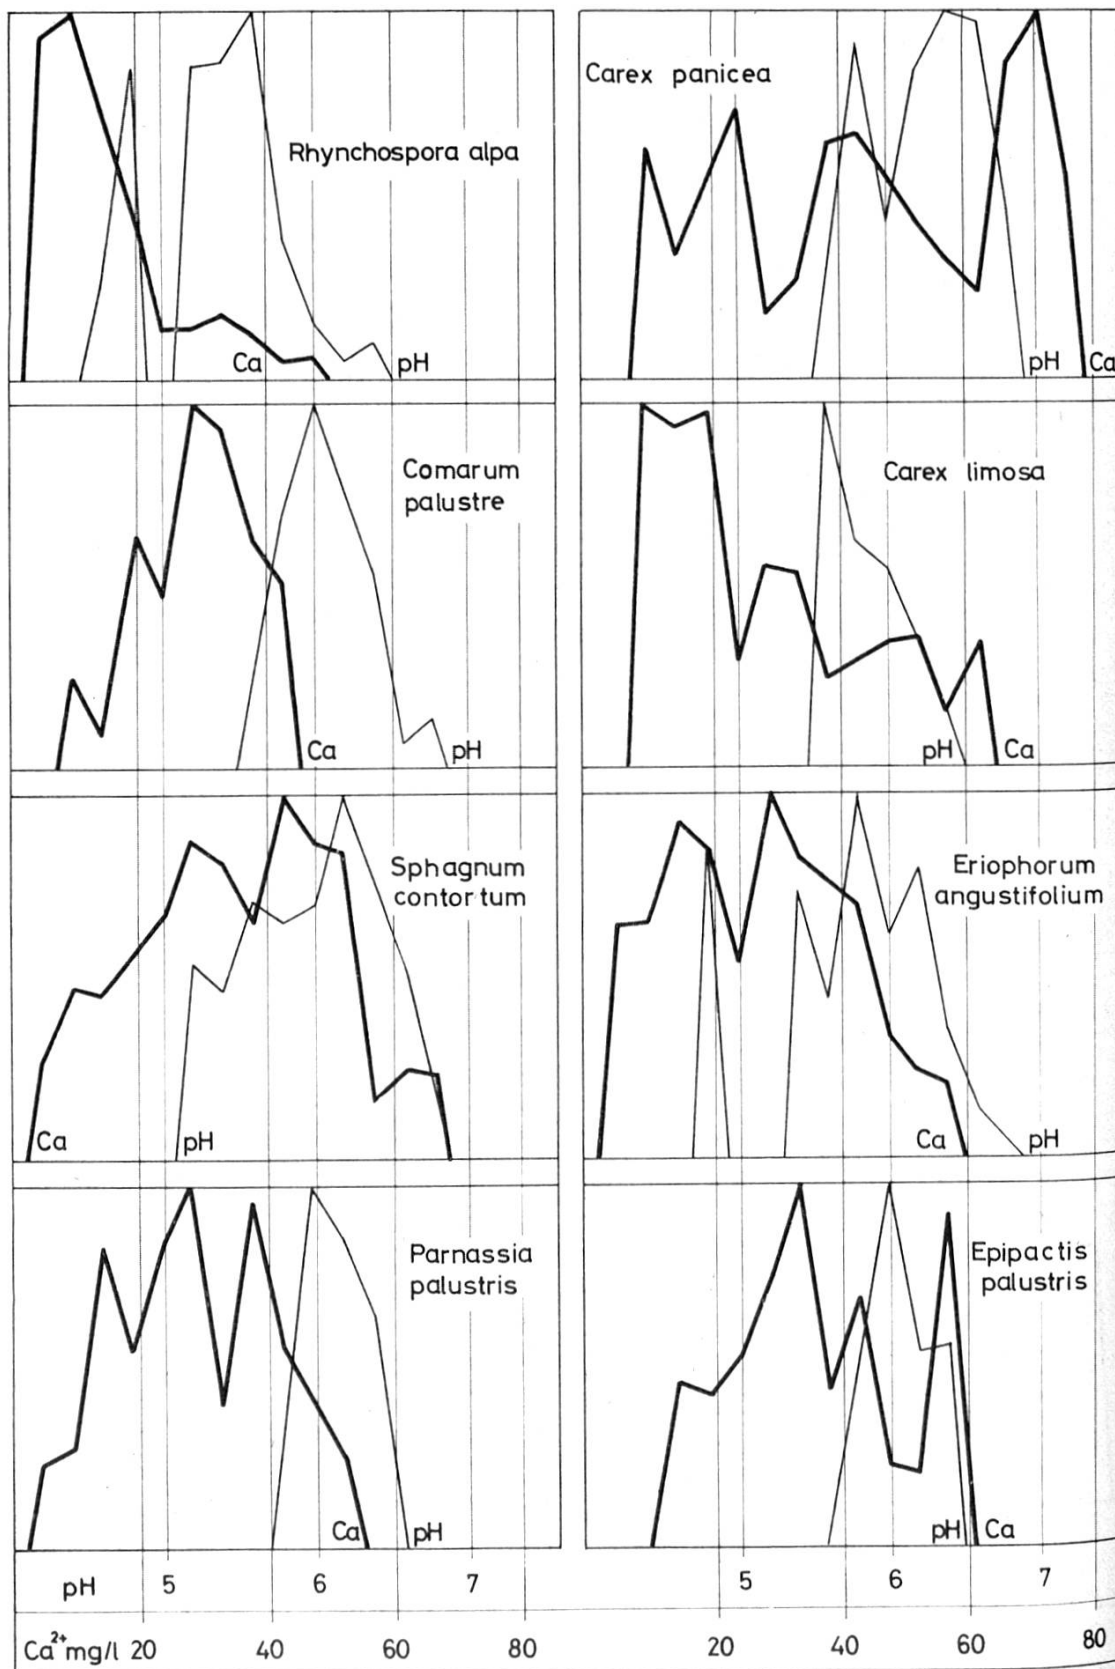 Rhynchospora alpa
Ca
pH
Carex panicea
pH
Ca
Comarum
palustre
Ca
pH
Carex limosa
pH
Ca
Sphagnum
contortum
Ca
pH
Eriophorum
angustifolium
Ca
pH
Parnassia
palustris
Ca
pH
Epipactis
palustris
pH
Ca
pH 5 6 7 5 6 7
Ca²⁺mg/l 20 40 60 80 20 40 60 80